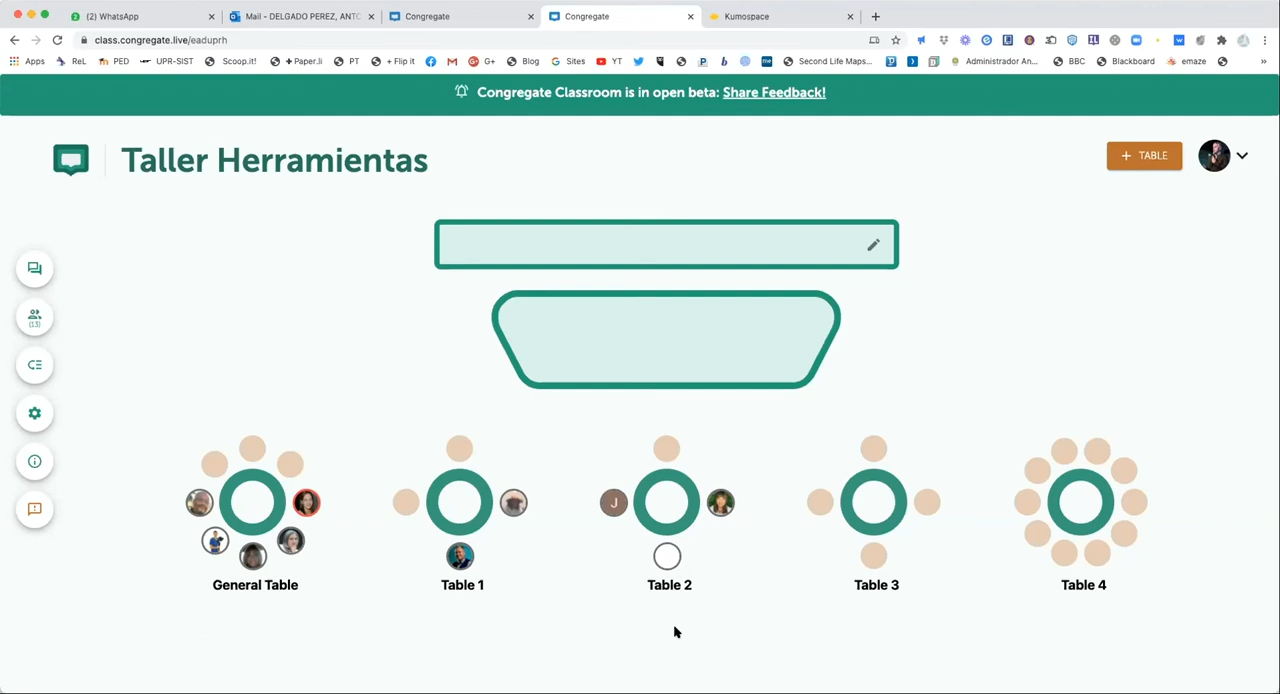 (2) WhatsApp
Mail - DELGADO PEREZ, ANTC
Congregate
Congregate
Kumospace
class.congregate.live/eaduprh
Apps
ReL
PED
UPR-SIST
Scoop.it!
+ Paper.li
PT
+ Flip it
G+
Blog
Sites
YT
Second Life Maps...
Administrador An...
BBC
Blackboard
emaze
»
Congregate Classroom is in open beta: Share Feedback!
Taller Herramientas
+ TABLE
(13)
J
General Table
Table 1
Table 2
Table 3
Table 4